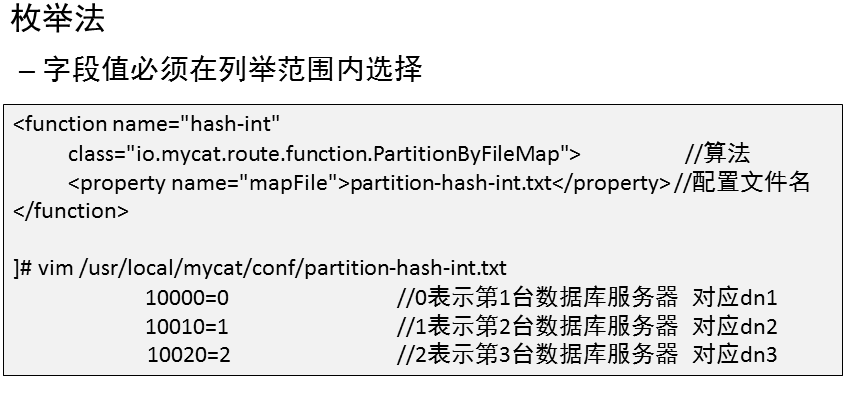 枚举法
– 字段值必须在列举范围内选择
<function name="hash-int"
class="io.mycat.route.function.PartitionByFileMap"> //算法
<property name="mapFile">partition-hash-int.txt</property> //配置文件名
</function>
]# vim /usr/local/mycat/conf/partition-hash-int.txt
10000=0 //0表示第1台数据库服务器 对应dn1
10010=1 //1表示第2台数据库服务器 对应dn2
10020=2 //2表示第3台数据库服务器 对应dn3